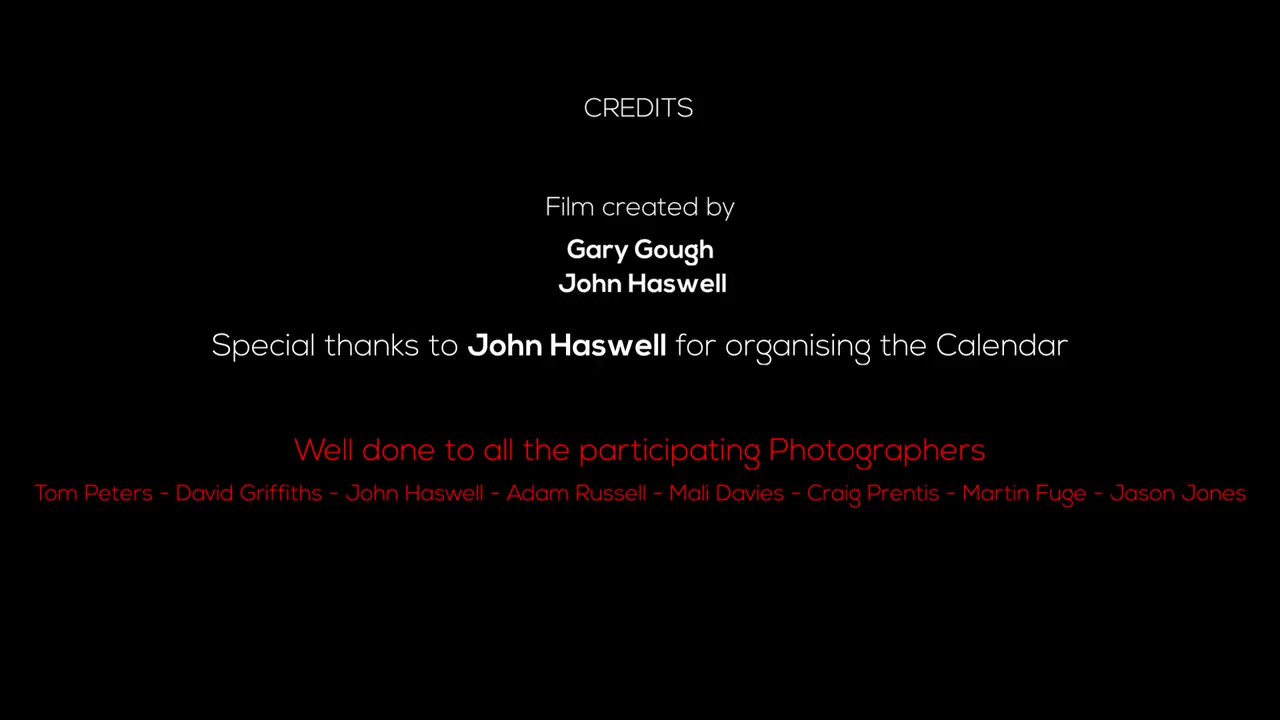 CREDITS
Film created by
Gary Gough
John Haswell
Special thanks to John Haswell for organising the Calendar
Well done to all the participating Photographers
Tom Peters - David Griffiths - John Haswell - Adam Russell - Mali Davies - Craig Prentis - Martin Fuge - Jason Jones